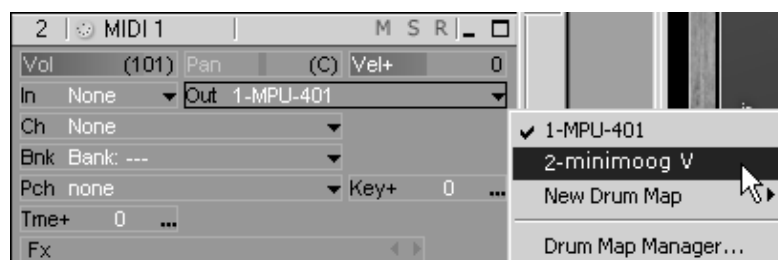 2 MIDI 1 M S R
Vol (101) Pan (C) Vel+ 0
In None Out 1-MPU-401
Ch None
Bnk Bank: ---
Pch none Key+ 0 ...
Tme+ 0 ...
Fx
1-MPU-401
2-minimoog V
New Drum Map
Drum Map Manager...